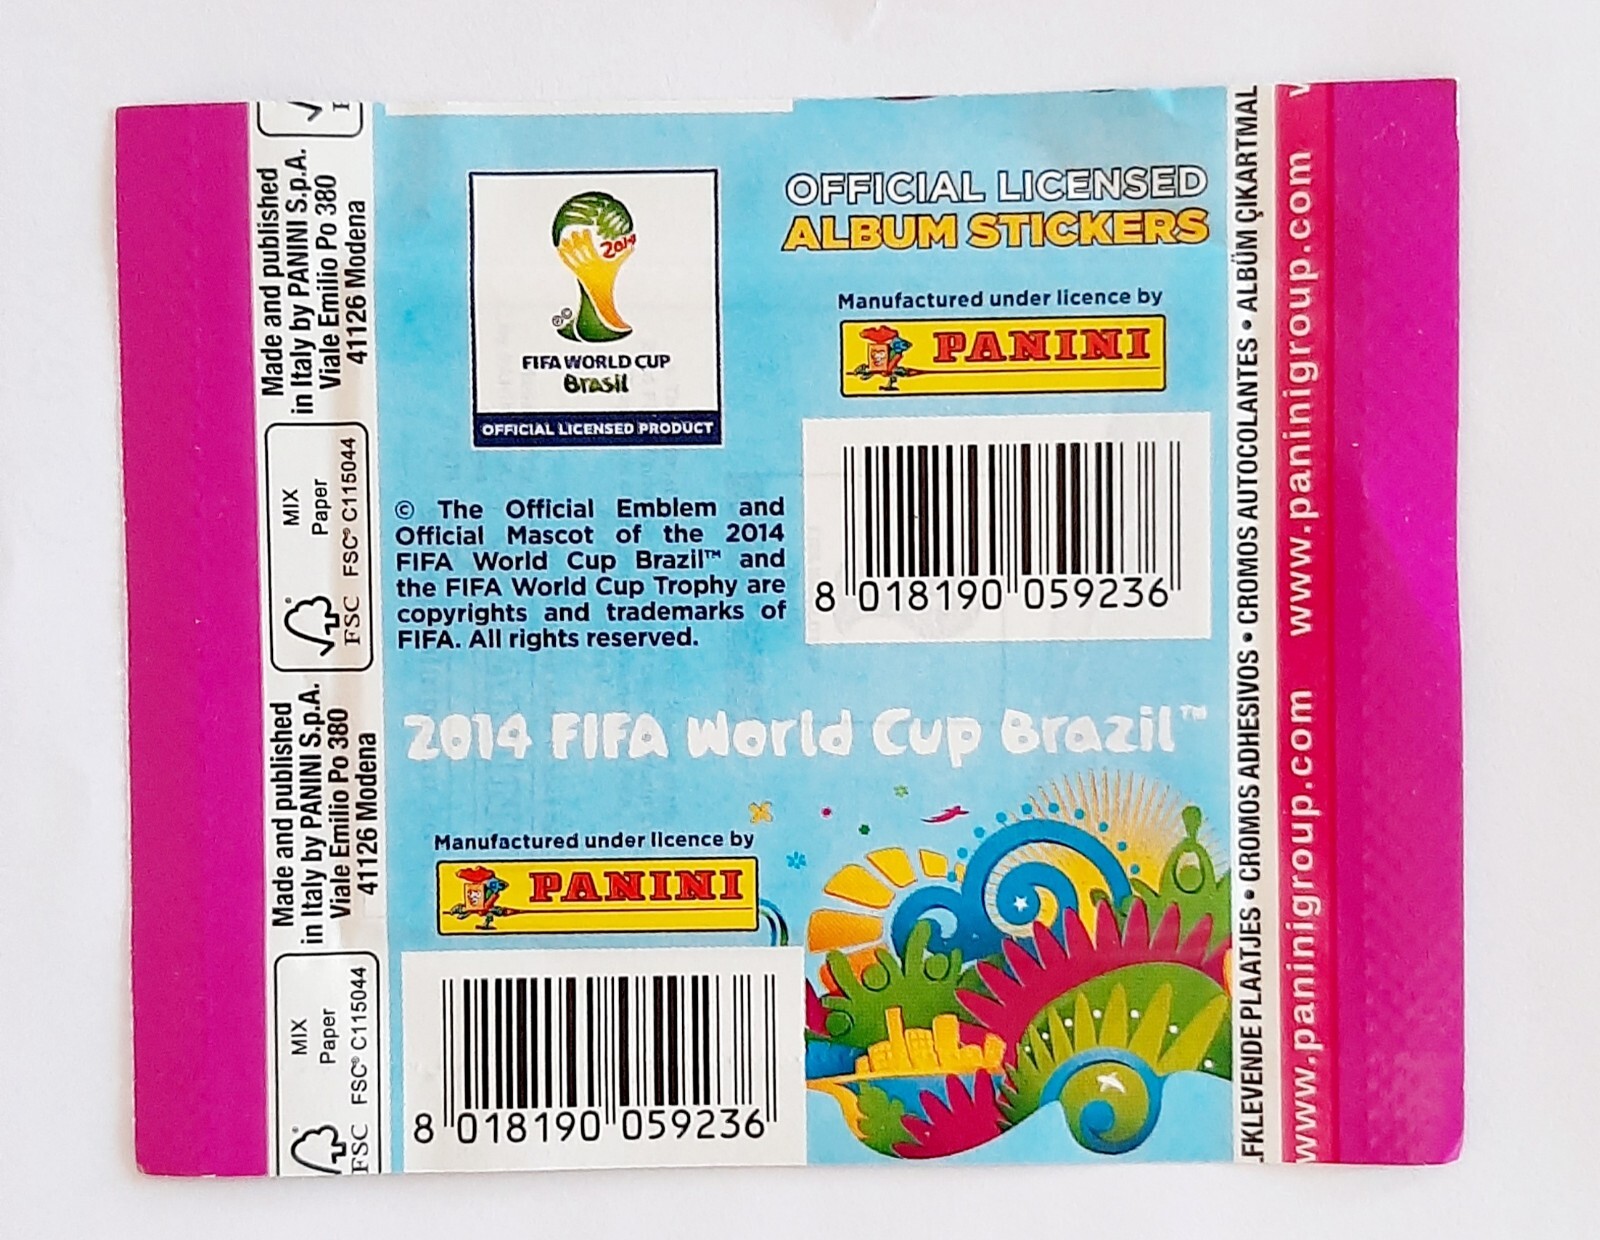 Made and published
in Italy by PANINI S.p.A.
Viale Emilio Po 380
41126 Modena
MIX
Paper
FSC® C115044
FSC
Made and published
in Italy by PANINI S.p.A.
Viale Emilio Po 380
41126 Modena
MIX
Paper
FSC® C115044
FSC
2014
FIFA WORLD CUP
Brasil
OFFICIAL LICENSED PRODUCT
OFFICIAL LICENSED
ALBUM STICKERS
Manufactured under licence by
PANINI
8 018190 059236
© The Official Emblem and
Official Mascot of the 2014
FIFA World Cup Brazil™ and
the FIFA World Cup Trophy are
copyrights and trademarks of
FIFA. All rights reserved.
2014 FIFA World Cup Brazil™
Manufactured under licence by
PANINI
8 018190 059236
FKLEVENDE PLAATJES • CROMOS ADHESIVOS • CROMOS AUTOCOLANTES • ALBÜM ÇIKARTMAL
www.paninigroup.com www.paninigroup.com